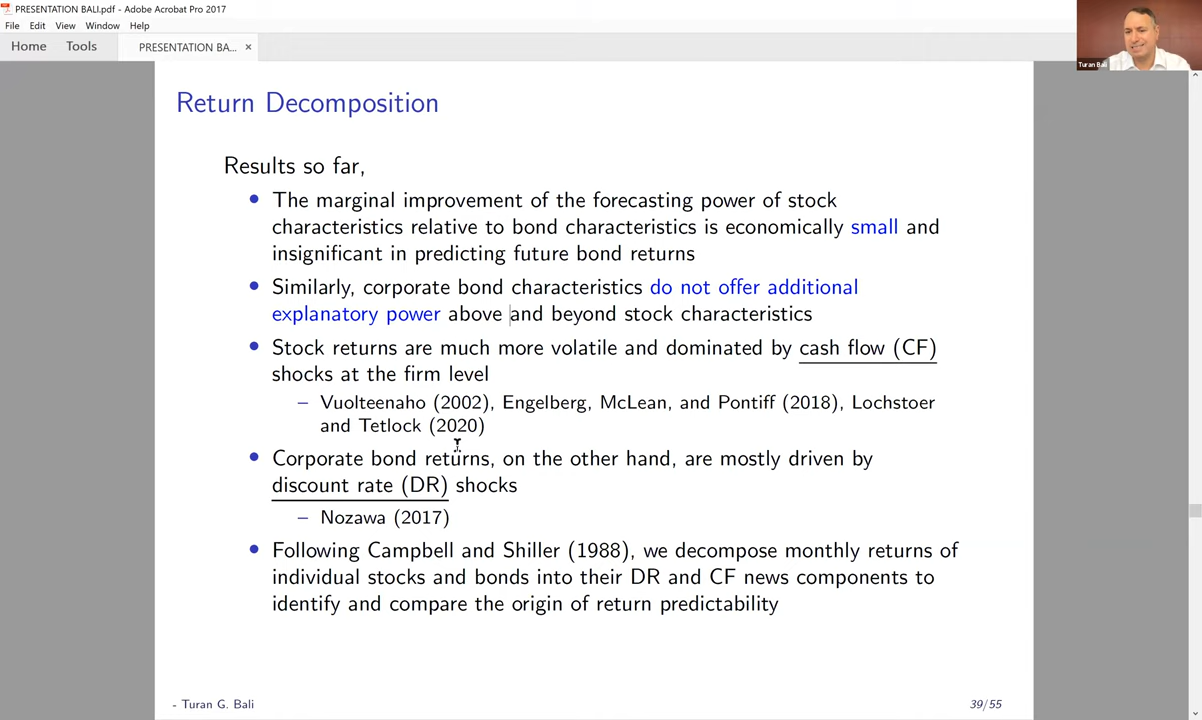 PRESENTATION BALI.pdf - Adobe Acrobat Pro 2017
File Edit View Window Help
Home Tools PRESENTATION BA... ×
Turan Bali
Return Decomposition
Results so far,
• The marginal improvement of the forecasting power of stock
characteristics relative to bond characteristics is economically small and
insignificant in predicting future bond returns
• Similarly, corporate bond characteristics do not offer additional
explanatory power above and beyond stock characteristics
• Stock returns are much more volatile and dominated by cash flow (CF)
shocks at the firm level
– Vuolteenaho (2002), Engelberg, McLean, and Pontiff (2018), Lochstoer
and Tetlock (2020)
• Corporate bond returns, on the other hand, are mostly driven by
discount rate (DR) shocks
– Nozawa (2017)
• Following Campbell and Shiller (1988), we decompose monthly returns of
individual stocks and bonds into their DR and CF news components to
identify and compare the origin of return predictability
- Turan G. Bali
39/55